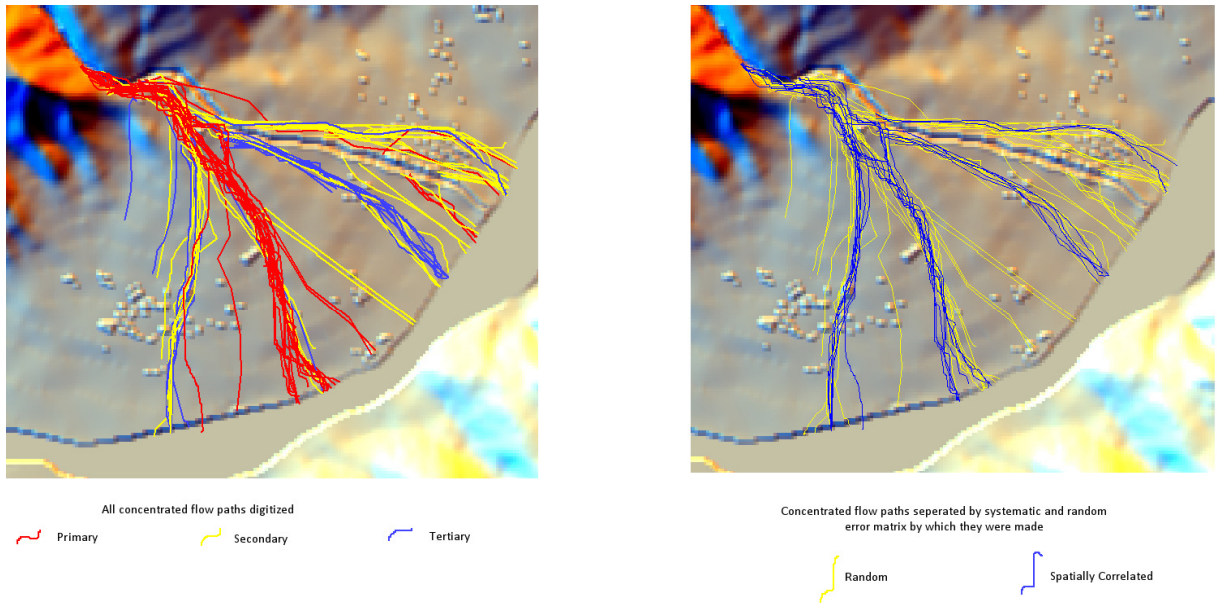 All concentrated flow paths digitized
Primary
Secondary
Tertiary
Concentrated flow paths seperated by systematic and random
error matrix by which they were made
Random
Spatially Correlated